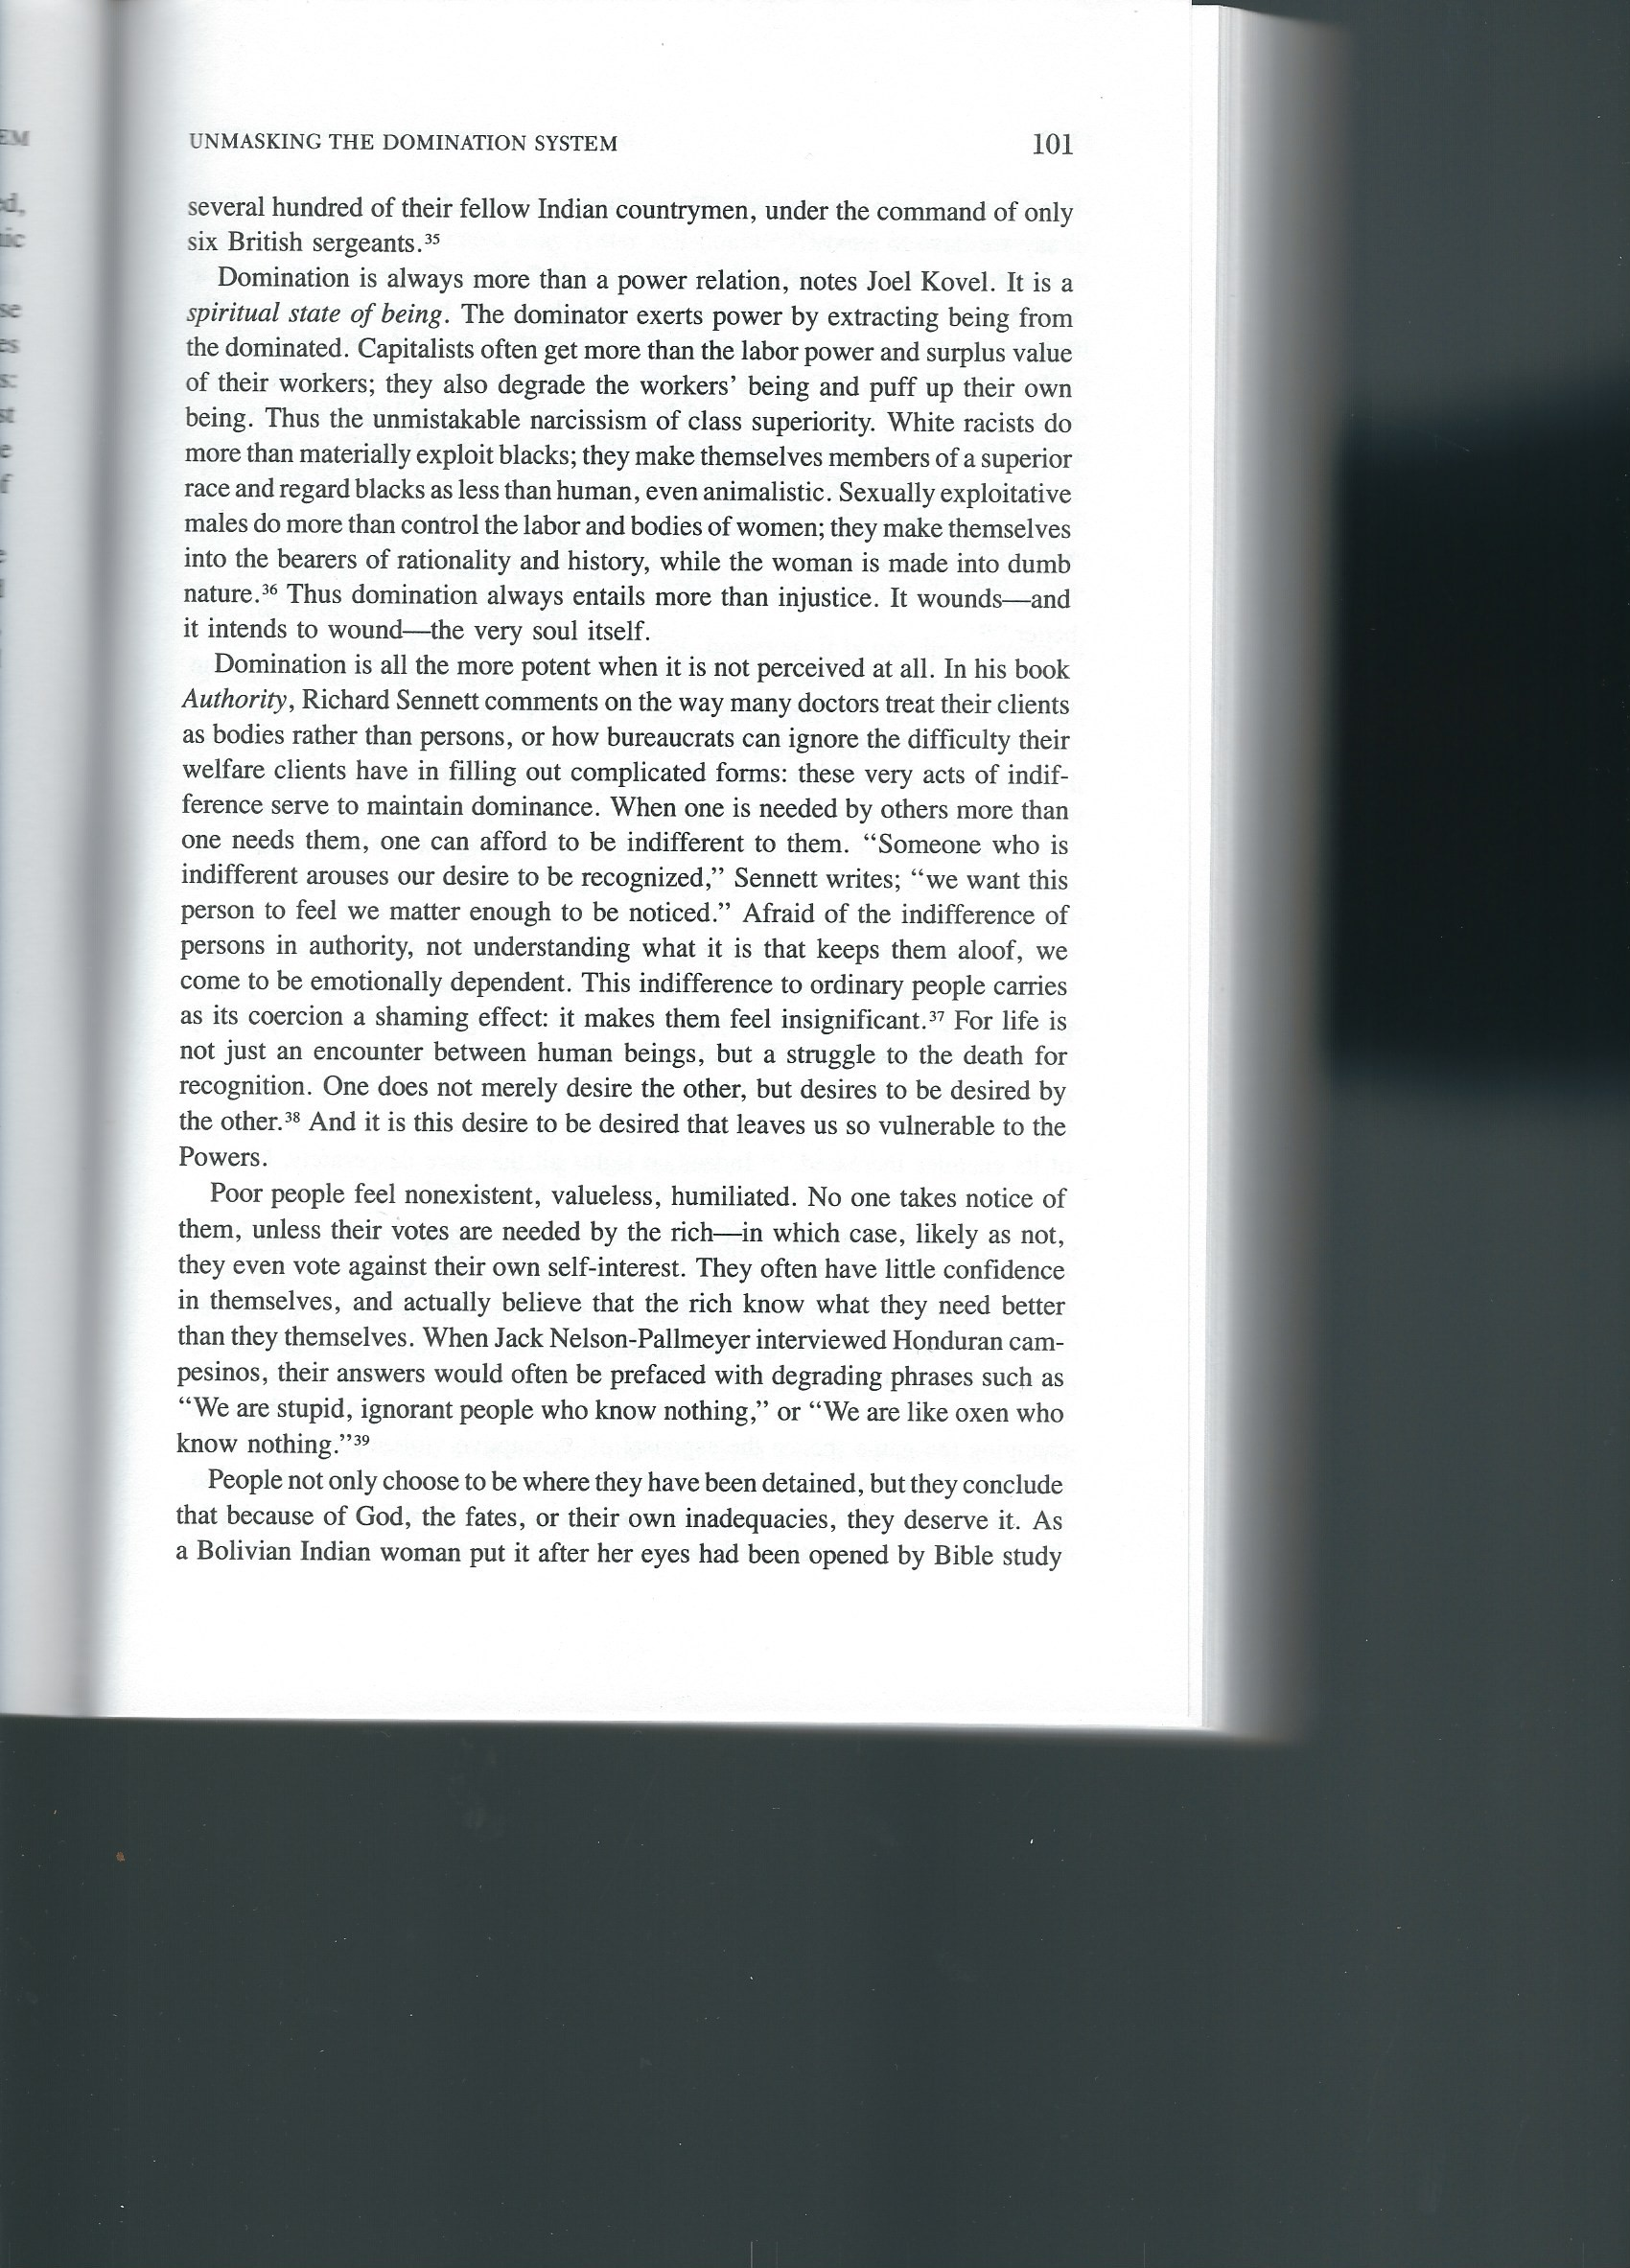 UNMASKING THE DOMINATION SYSTEM 101
several hundred of their fellow Indian countrymen, under the command of only
six British sergeants.³⁵
Domination is always more than a power relation, notes Joel Kovel. It is a
spiritual state of being. The dominator exerts power by extracting being from
the dominated. Capitalists often get more than the labor power and surplus value
of their workers; they also degrade the workers’ being and puff up their own
being. Thus the unmistakable narcissism of class superiority. White racists do
more than materially exploit blacks; they make themselves members of a superior
race and regard blacks as less than human, even animalistic. Sexually exploitative
males do more than control the labor and bodies of women; they make themselves
into the bearers of rationality and history, while the woman is made into dumb
nature.³⁶ Thus domination always entails more than injustice. It wounds—and
it intends to wound—the very soul itself.
Domination is all the more potent when it is not perceived at all. In his book
Authority, Richard Sennett comments on the way many doctors treat their clients
as bodies rather than persons, or how bureaucrats can ignore the difficulty their
welfare clients have in filling out complicated forms: these very acts of indif-
ference serve to maintain dominance. When one is needed by others more than
one needs them, one can afford to be indifferent to them. “Someone who is
indifferent arouses our desire to be recognized,” Sennett writes; “we want this
person to feel we matter enough to be noticed.” Afraid of the indifference of
persons in authority, not understanding what it is that keeps them aloof, we
come to be emotionally dependent. This indifference to ordinary people carries
as its coercion a shaming effect: it makes them feel insignificant.³⁷ For life is
not just an encounter between human beings, but a struggle to the death for
recognition. One does not merely desire the other, but desires to be desired by
the other.³⁸ And it is this desire to be desired that leaves us so vulnerable to the
Powers.
Poor people feel nonexistent, valueless, humiliated. No one takes notice of
them, unless their votes are needed by the rich—in which case, likely as not,
they even vote against their own self-interest. They often have little confidence
in themselves, and actually believe that the rich know what they need better
than they themselves. When Jack Nelson-Pallmeyer interviewed Honduran cam-
pesinos, their answers would often be prefaced with degrading phrases such as
“We are stupid, ignorant people who know nothing,” or “We are like oxen who
know nothing.”³⁹
People not only choose to be where they have been detained, but they conclude
that because of God, the fates, or their own inadequacies, they deserve it. As
a Bolivian Indian woman put it after her eyes had been opened by Bible study